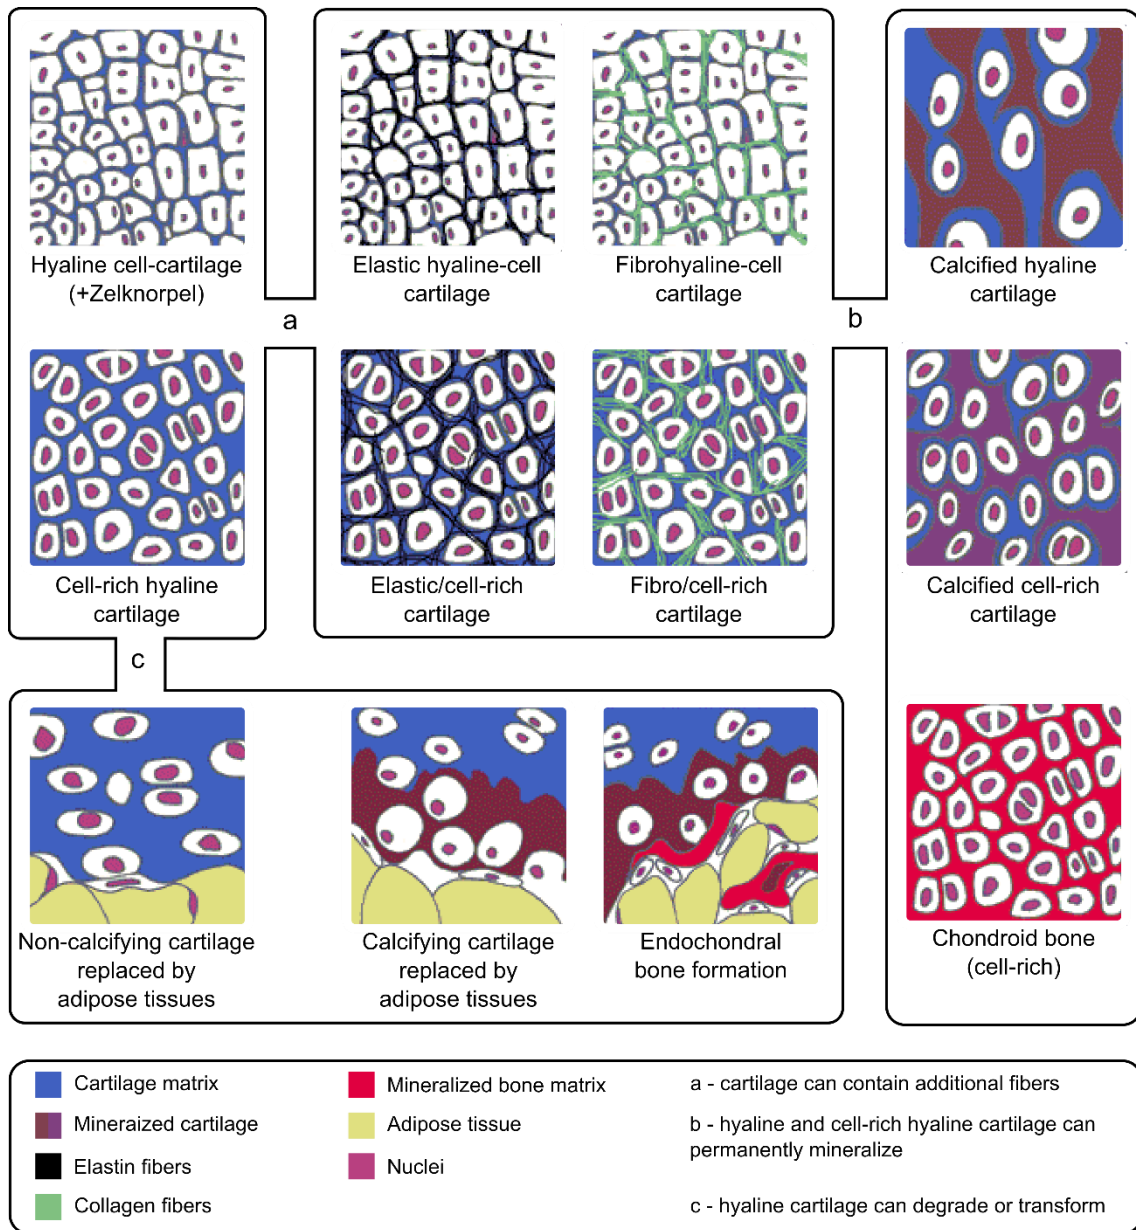 Hyaline cell-cartilage
(+Zelknorpel)
Elastic hyaline-cell
cartilage
Fibrohyaline-cell
cartilage
Calcified hyaline
cartilage
a
b
Cell-rich hyaline
cartilage
Elastic/cell-rich
cartilage
Fibro/cell-rich
cartilage
Calcified cell-rich
cartilage
c
Non-calcifying cartilage
replaced by
adipose tissues
Calcifying cartilage
replaced by
adipose tissues
Endochondral
bone formation
Chondroid bone
(cell-rich)
Cartilage matrix
Mineraized cartilage
Elastin fibers
Collagen fibers
Mineralized bone matrix
Adipose tissue
Nuclei
a - cartilage can contain additional fibers
b - hyaline and cell-rich hyaline cartilage can
permanently mineralize
c - hyaline cartilage can degrade or transform